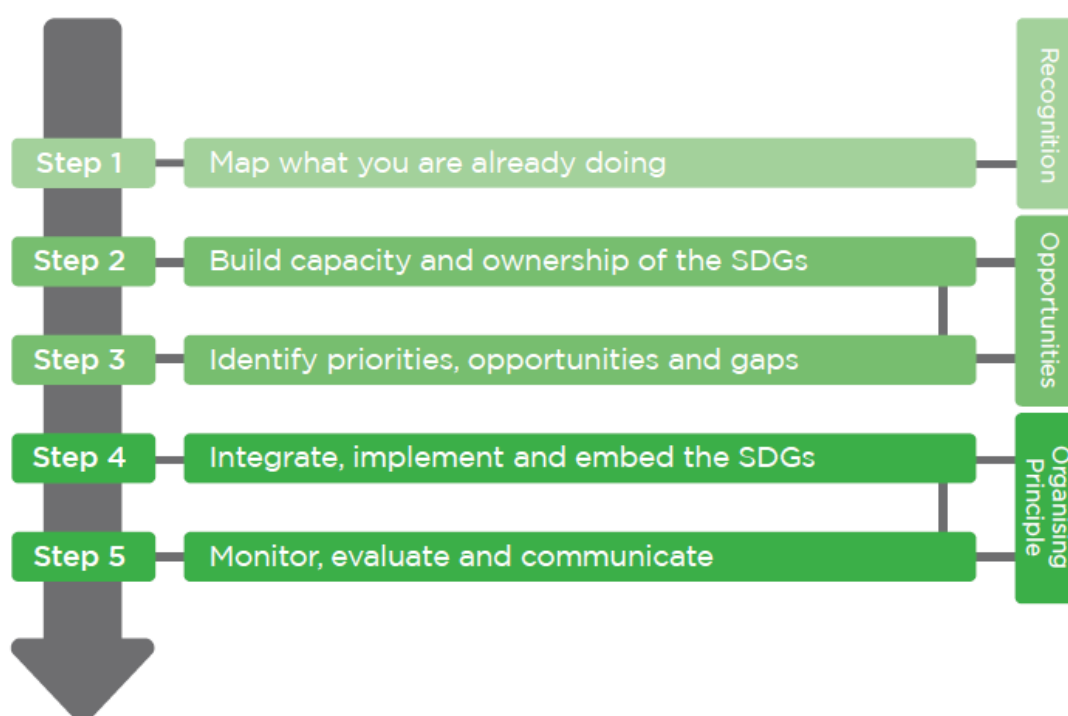 Recognition
Step 1
Map what you are already doing
Step 2
Build capacity and ownership of the SDGs
Opportunities
Step 3
Identify priorities, opportunities and gaps
Step 4
Integrate, implement and embed the SDGs
Organising
Principle
Step 5
Monitor, evaluate and communicate